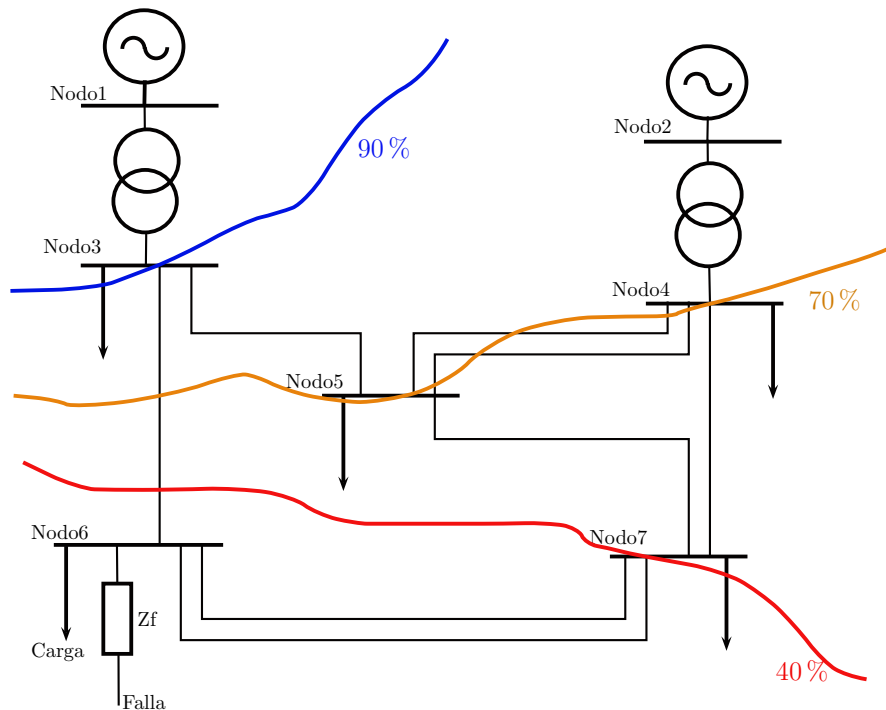 Nodo1
Nodo2
90 %
Nodo3
Nodo4
70 %
Nodo5
Nodo6
Nodo7
Zf
Carga
40 %
Falla